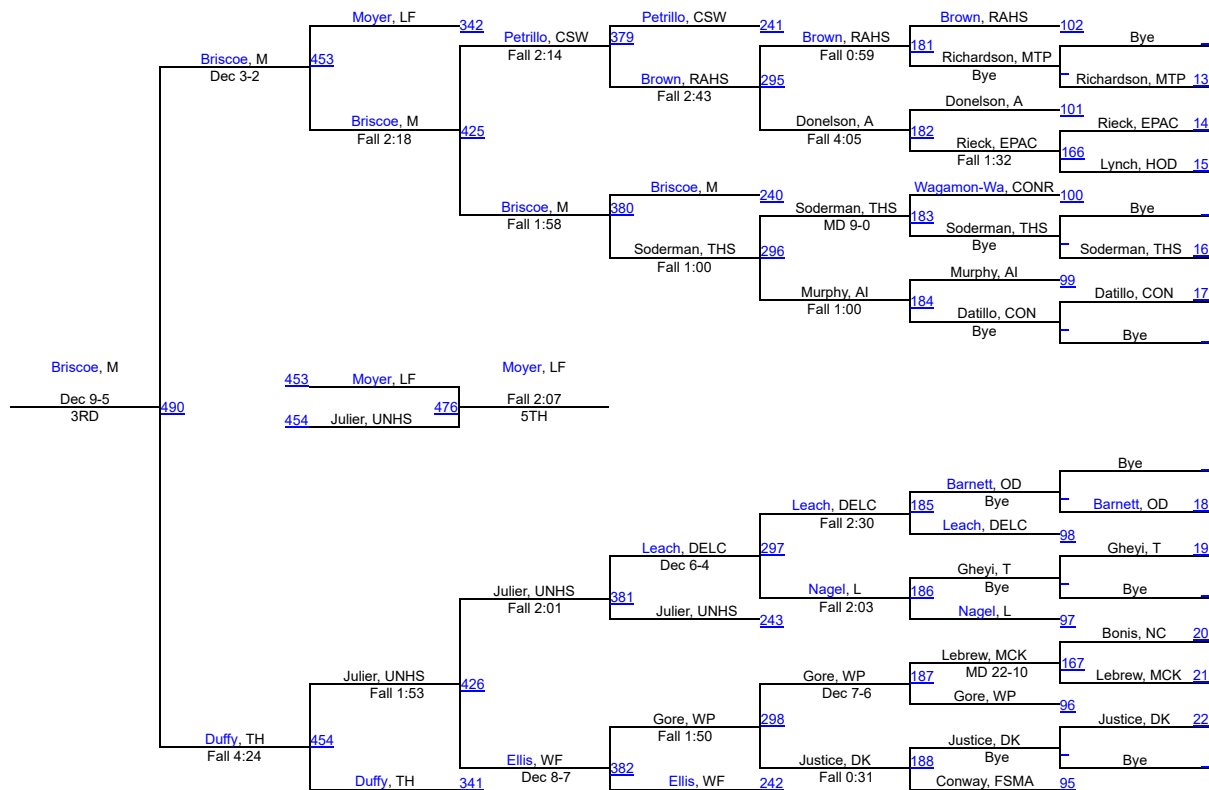 Moyer, LF 342
Petrillo, CSW 241
Brown, RAHS 102
Petrillo, CSW 379
Fall 2:14
Brown, RAHS 181
Fall 0:59
Bye
Briscoe, M 453
Dec 3-2
Richardson, MTP
Bye
Brown, RAHS 295
Fall 2:43
Richardson, MTP 13
Donelson, A 101
Briscoe, M 425
Fall 2:18
Donelson, A 182
Fall 4:05
Rieck, EPAC 14
Rieck, EPAC 166
Fall 1:32
Lynch, HOD 15
Briscoe, M 240
Wagamon-Wa, CONR 100
Briscoe, M 380
Fall 1:58
Soderman, THS 183
MD 9-0
Bye
Soderman, THS
Bye
Soderman, THS 296
Fall 1:00
Soderman, THS 16
Murphy, AI 99
Murphy, AI 184
Fall 1:00
Datillo, CON 17
Datillo, CON
Bye
Bye
Briscoe, M
Moyer, LF
453 Moyer, LF
Dec 9-5 490
3RD
476 Fall 2:07
5TH
454 Julier, UNHS
Bye
Barnett, OD
Bye
Leach, DELC 185
Fall 2:30
Barnett, OD 18
Leach, DELC 98
Leach, DELC 297
Dec 6-4
Gheyi, T 19
Gheyi, T
Bye
Julier, UNHS 381
Fall 2:01
Nagel, L 186
Fall 2:03
Bye
Julier, UNHS 243
Nagel, L 97
Bonis, NC 20
Lebrew, MCK 167
MD 22-10
Julier, UNHS 426
Fall 1:53
Gore, WP 187
Dec 7-6
Lebrew, MCK 21
Gore, WP 96
Gore, WP 298
Fall 1:50
Justice, DK 22
Duffy, TH 454
Fall 4:24
Justice, DK
Bye
Ellis, WF 382
Dec 8-7
Justice, DK 188
Fall 0:31
Bye
Duffy, TH 341
Ellis, WF 242
Conway, FSMA 95